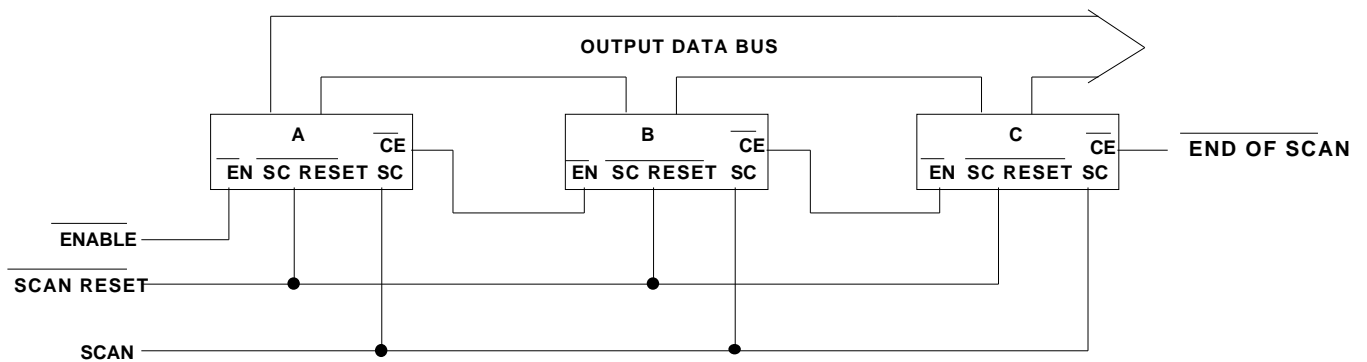 OUTPUT DATA BUS
A
B
C
CE
CE
CE
END OF SCAN
EN SC RESET SC
EN SC RESET SC
EN SC RESET SC
ENABLE
SCAN RESET
SCAN